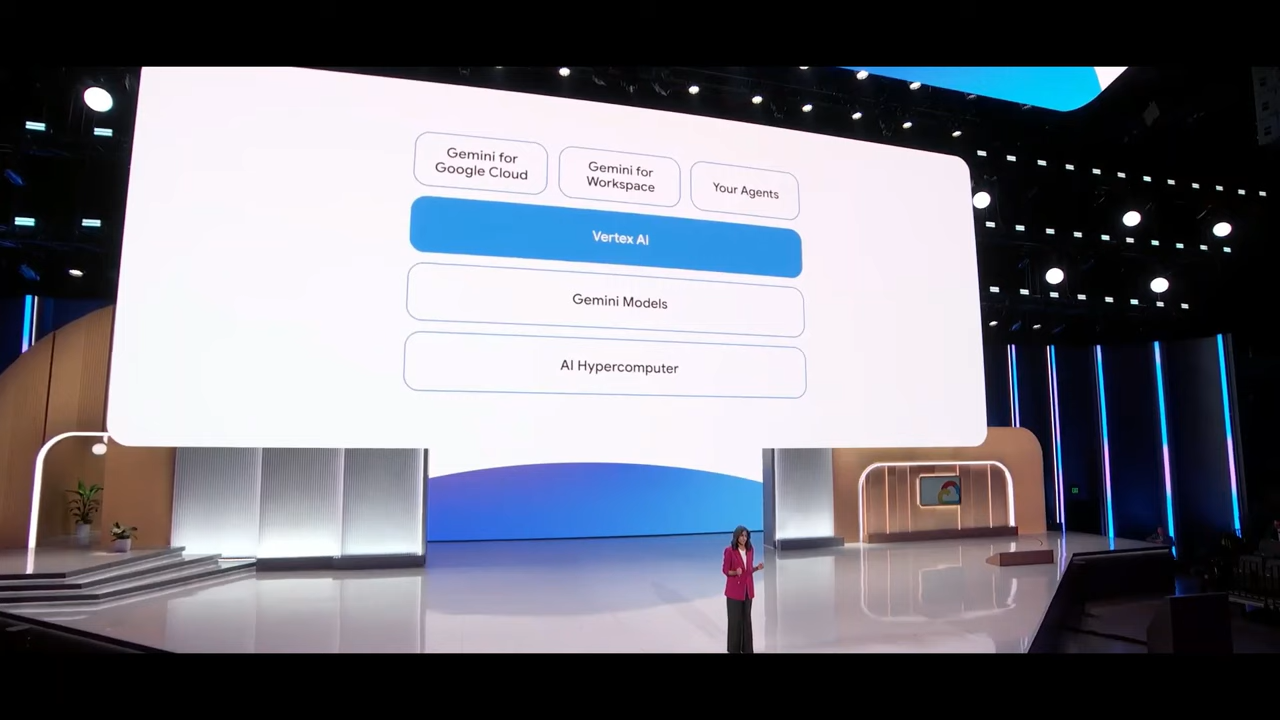 Gemini for
Google Cloud
Gemini for
Workspace
Your Agents
Vertex AI
Gemini Models
AI Hypercomputer